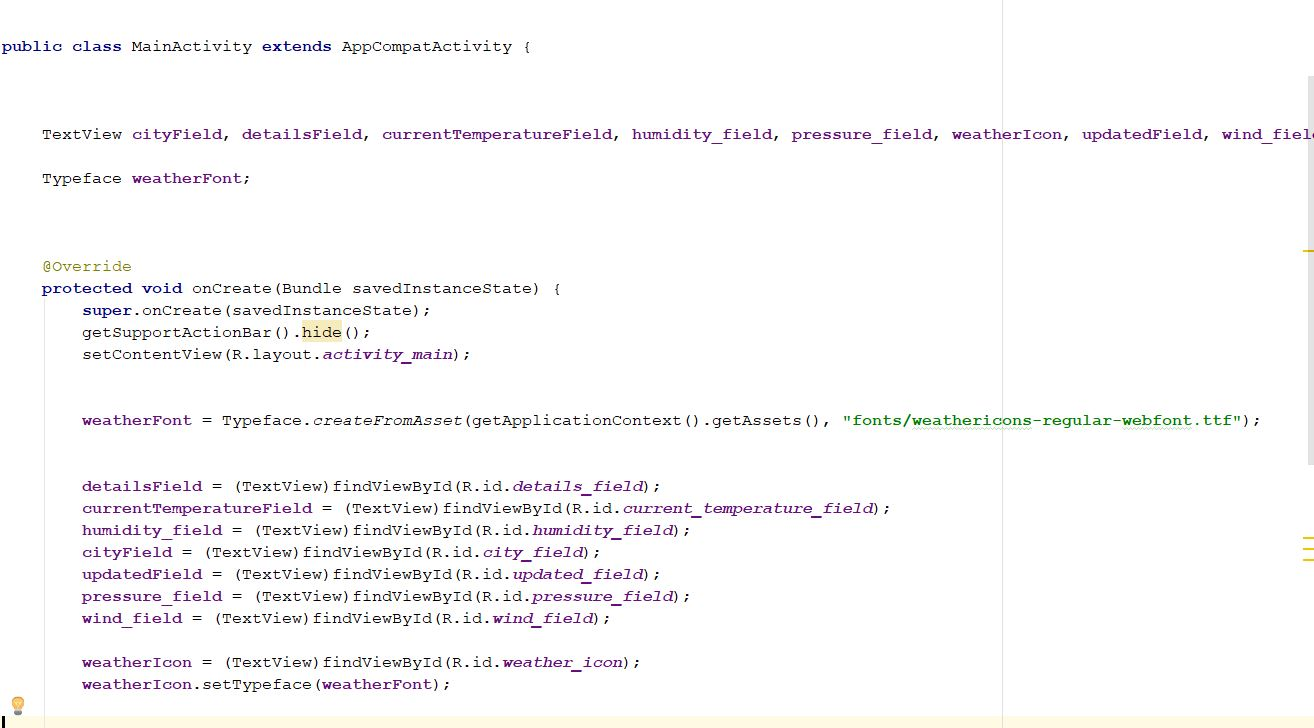 public class MainActivity extends AppCompatActivity {
TextView cityField, detailsField, currentTemperatureField, humidity_field, pressure_field, weatherIcon, updatedField,
Typeface weatherFont;
@Override
protected void onCreate(Bundle savedInstanceState) {
super.onCreate(savedInstanceState);
getSupportActionBar().hide();
setContentView(R.layout.activity_main);
weatherFont = Typeface.createFromAsset(getApplicationContext().getAssets(), "fonts/weathericons-regular-webfont.ttf");
detailsField = (TextView)findViewById(R.id.details_field);
currentTemperatureField = (TextView)findViewById(R.id.current_temperature_field);
humidity_field = (TextView)findViewById(R.id.humidity_field);
cityField = (TextView)findViewById(R.id.city_field);
updatedField = (TextView)findViewById(R.id.updated_field);
pressure_field = (TextView)findViewById(R.id.pressure_field);
wind_field = (TextView)findViewById(R.id.wind_field);
weatherIcon = (TextView)findViewById(R.id.weather_icon);
weatherIcon.setTypeface(weatherFont);